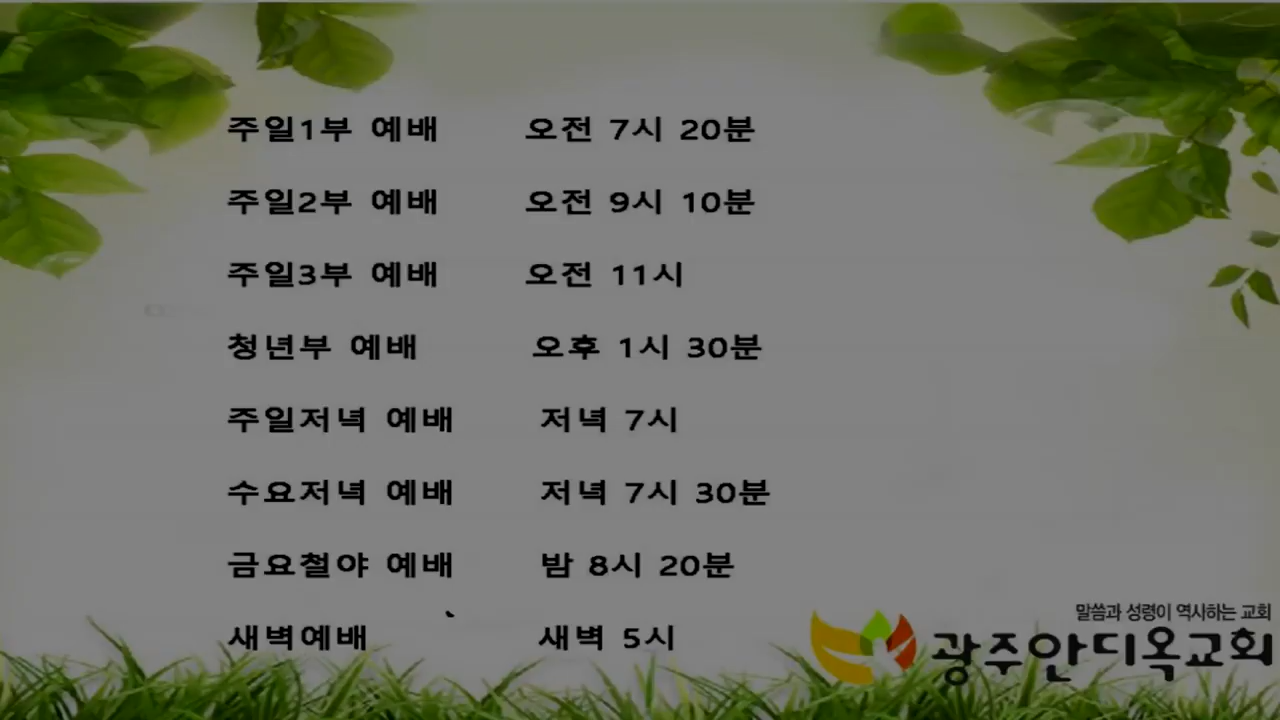 주일1부 예배 오전 7시 20분
주일2부 예배 오전 9시 10분
주일3부 예배 오전 11시
청년부 예배 오후 1시 30분
주일저녁 예배 저녁 7시
수요저녁 예배 저녁 7시 30분
금요철야 예배 밤 8시 20분
새벽예배 새벽 5시
말씀과 성령이 역사하는 교회
광주안디옥교회